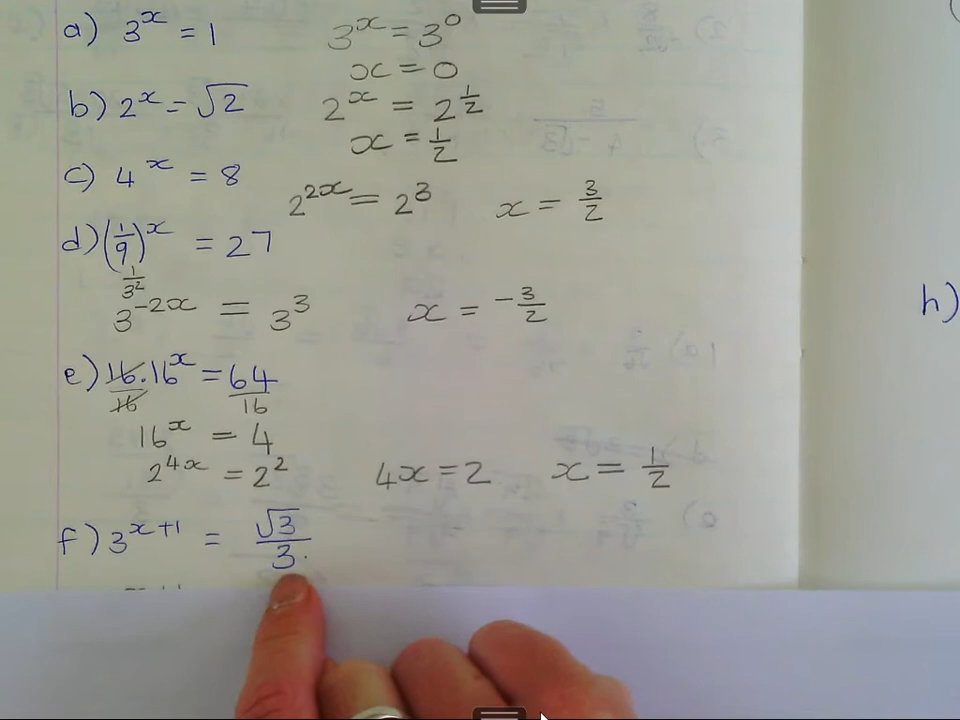 a) 3^x = 1 3^x = 3^0
x = 0
b) 2^x = √2 2^x = 2^(1/2)
x = 1/2
c) 4^x = 8 2^(2x) = 2^3 x = 3/2
d) (1/9)^x = 27
1/3^2
3^(-2x) = 3^3 x = -3/2
e) 16.16^x = 64
16 16
16^x = 4
2^(4x) = 2^2 4x = 2 x = 1/2
f) 3^(x+1) = √3/3
h)